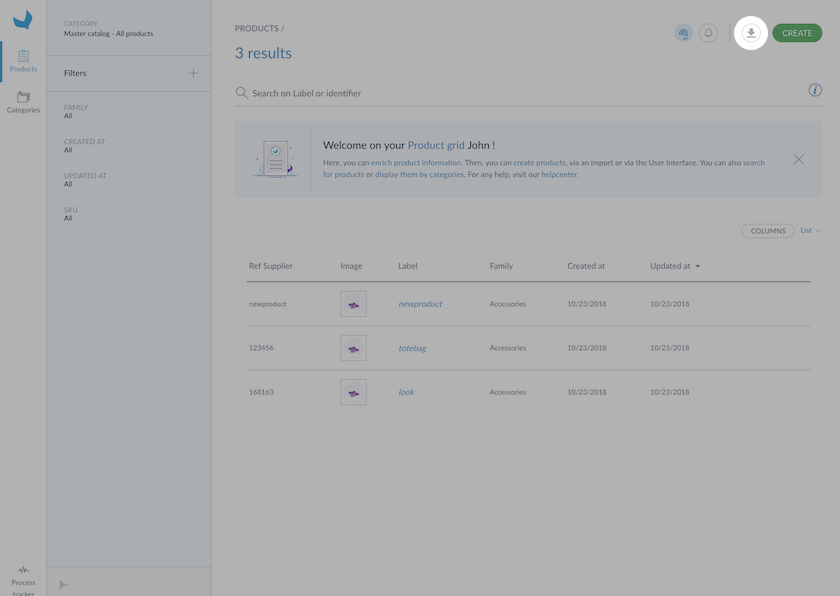 CATEGORY
Master catalog - All products
Products
Categories
Filters
FAMILY
All
CREATED AT
All
UPDATED AT
All
SKU
All
Process
tracker
PRODUCTS /
3 results
CREATE
Search on Label or identifier
Welcome on your Product grid John !
Here, you can enrich product information. Then, you can create products, via an import or via the User Interface. You can also search
for products or display them by categories. For any help, visit our helpcenter.
COLUMNS List
Ref Supplier Image Label Family Created at Updated at
newproduct newproduct Accessories 10/23/2018 10/23/2018
123456 totebag Accessories 10/23/2018 10/23/2018
168163 look Accessories 10/23/2018 10/23/2018